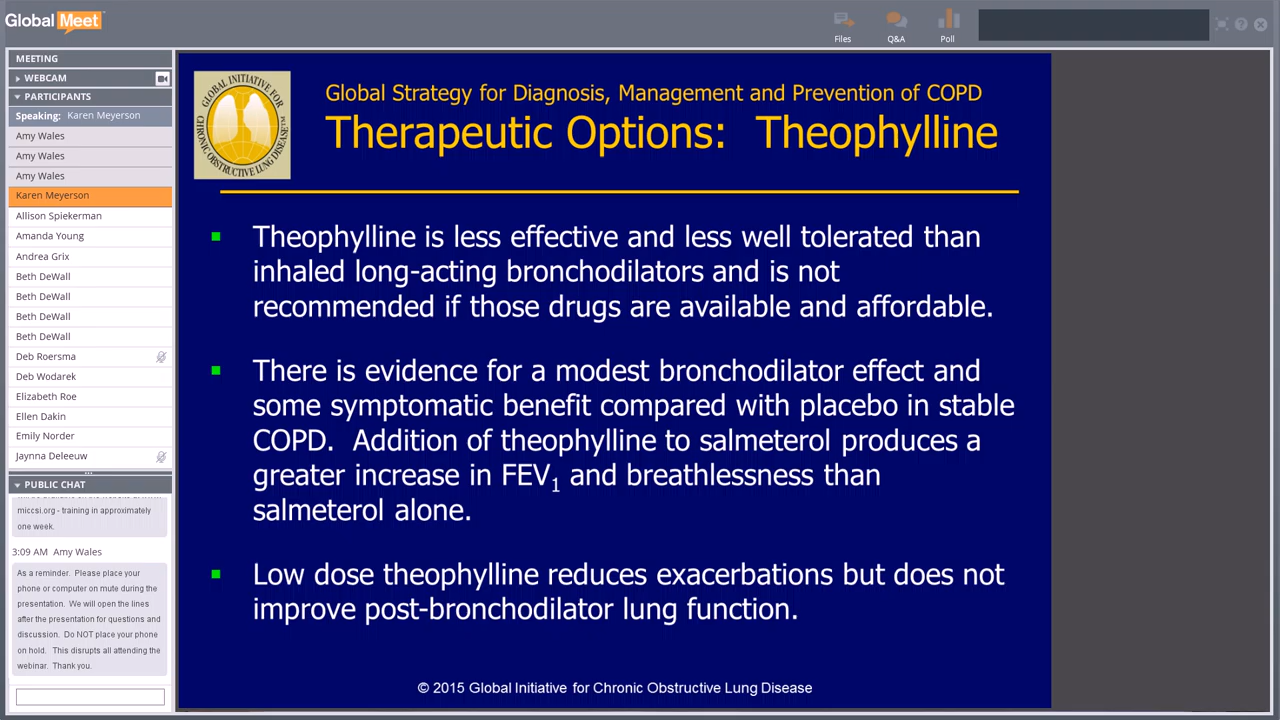 Global Meet
Files
Q&A
Poll
MEETING
WEBCAM
PARTICIPANTS
Speaking: Karen Meyerson
Amy Wales
Amy Wales
Amy Wales
Karen Meyerson
Allison Spiekerman
Amanda Young
Andrea Grix
Beth DeWall
Beth DeWall
Beth DeWall
Beth DeWall
Deb Roersma
Deb Wodarek
Elizabeth Roe
Ellen Dakin
Emily Norder
Jaynna Deleeuw
PUBLIC CHAT
miccsi.org - training in approximately
one week.
3:09 AM Amy Wales
As a reminder. Please place your
phone or computer on mute during the
presentation. We will open the lines
after the presentation for questions and
discussion. Do NOT place your phone
on hold. This disrupts all attending the
webinar. Thank you.
GLOBAL INITIATIVE FOR
CHRONIC OBSTRUCTIVE LUNG DISEASE
Global Strategy for Diagnosis, Management and Prevention of COPD
Therapeutic Options: Theophylline
Theophylline is less effective and less well tolerated than
inhaled long-acting bronchodilators and is not
recommended if those drugs are available and affordable.
There is evidence for a modest bronchodilator effect and
some symptomatic benefit compared with placebo in stable
COPD. Addition of theophylline to salmeterol produces a
greater increase in FEV1 and breathlessness than
salmeterol alone.
Low dose theophylline reduces exacerbations but does not
improve post-bronchodilator lung function.
© 2015 Global Initiative for Chronic Obstructive Lung Disease